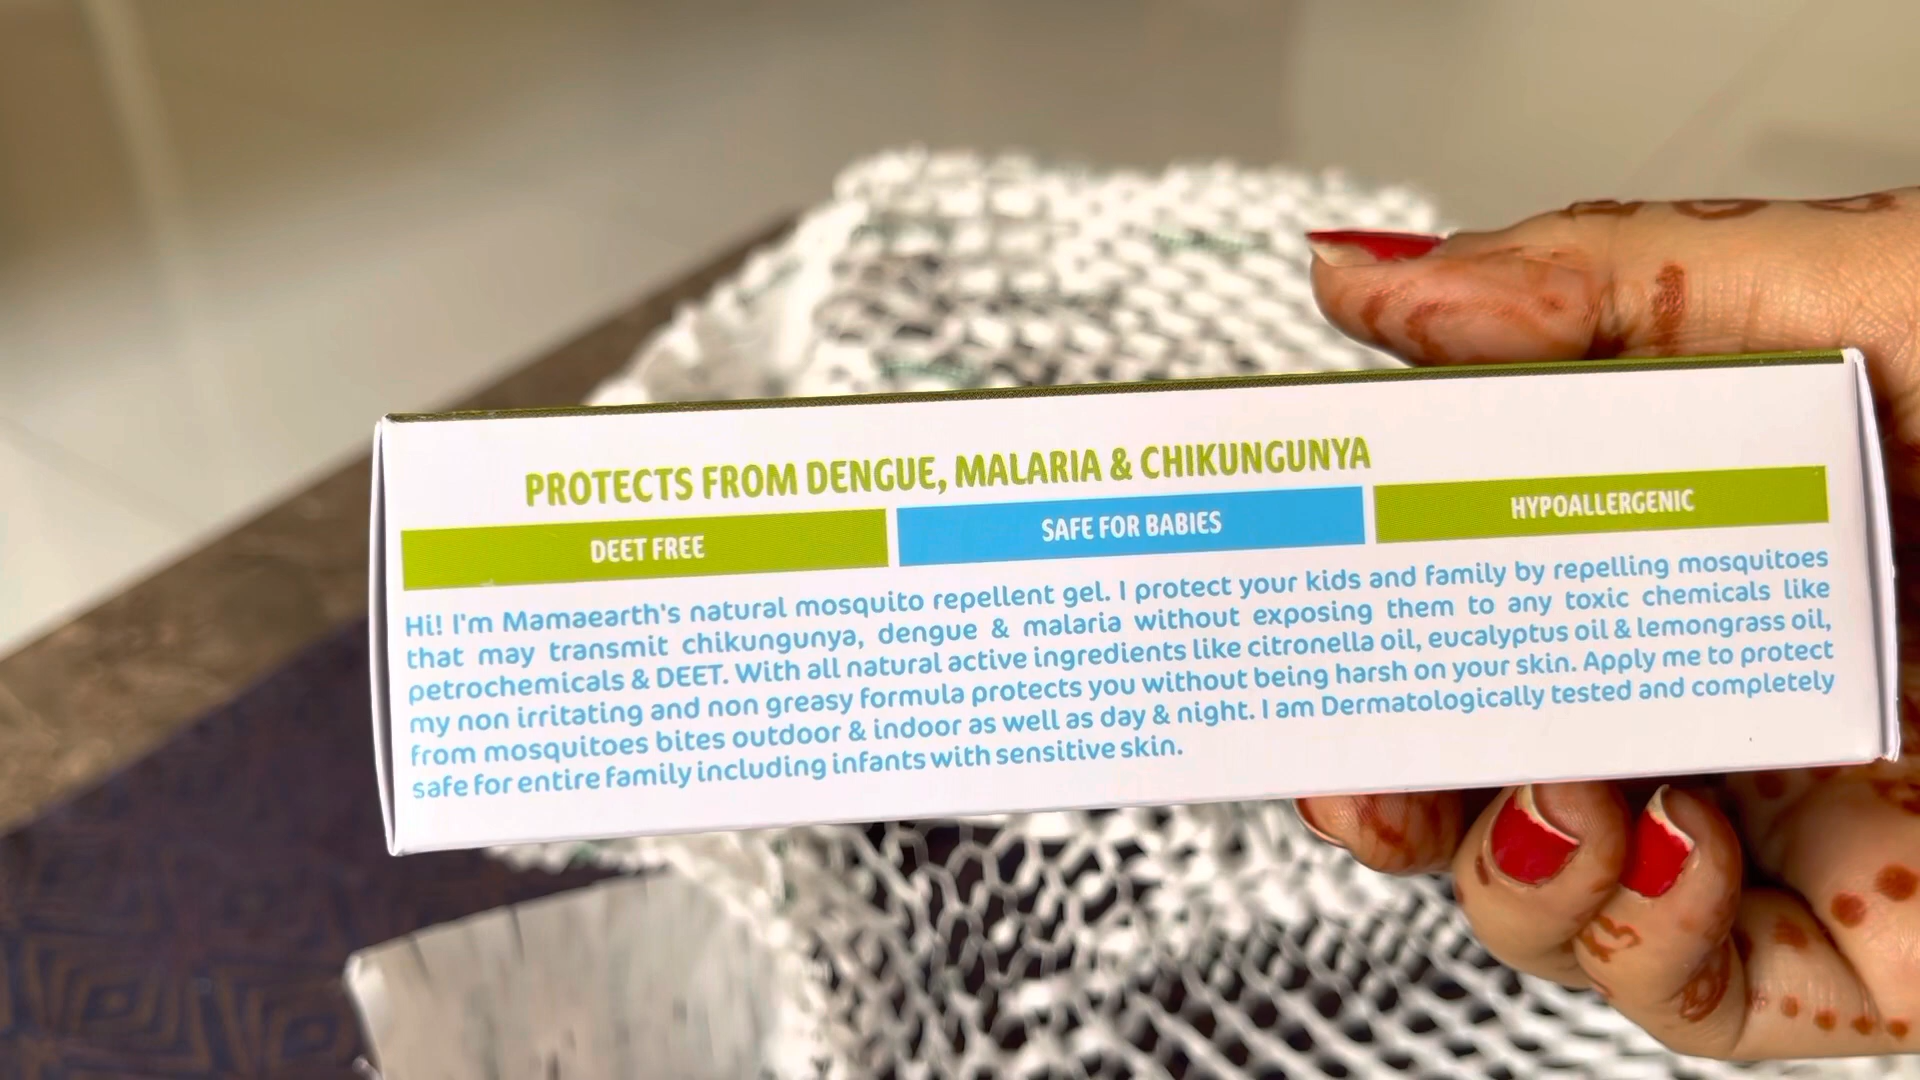 PROTECTS FROM DENGUE, MALARIA & CHIKUNGUNYA
DEET FREE
SAFE FOR BABIES
HYPOALLERGENIC
Hi! I'm Mamaearth's natural mosquito repellent gel. I protect your kids and family by repelling mosquitoes
that may transmit chikungunya, dengue & malaria without exposing them to any toxic chemicals like
petrochemicals & DEET. With all natural active ingredients like citronella oil, eucalyptus oil & lemongrass oil,
my non irritating and non greasy formula protects you without being harsh on your skin. Apply me to protect
from mosquitoes bites outdoor & indoor as well as day & night. I am Dermatologically tested and completely
safe for entire family including infants with sensitive skin.